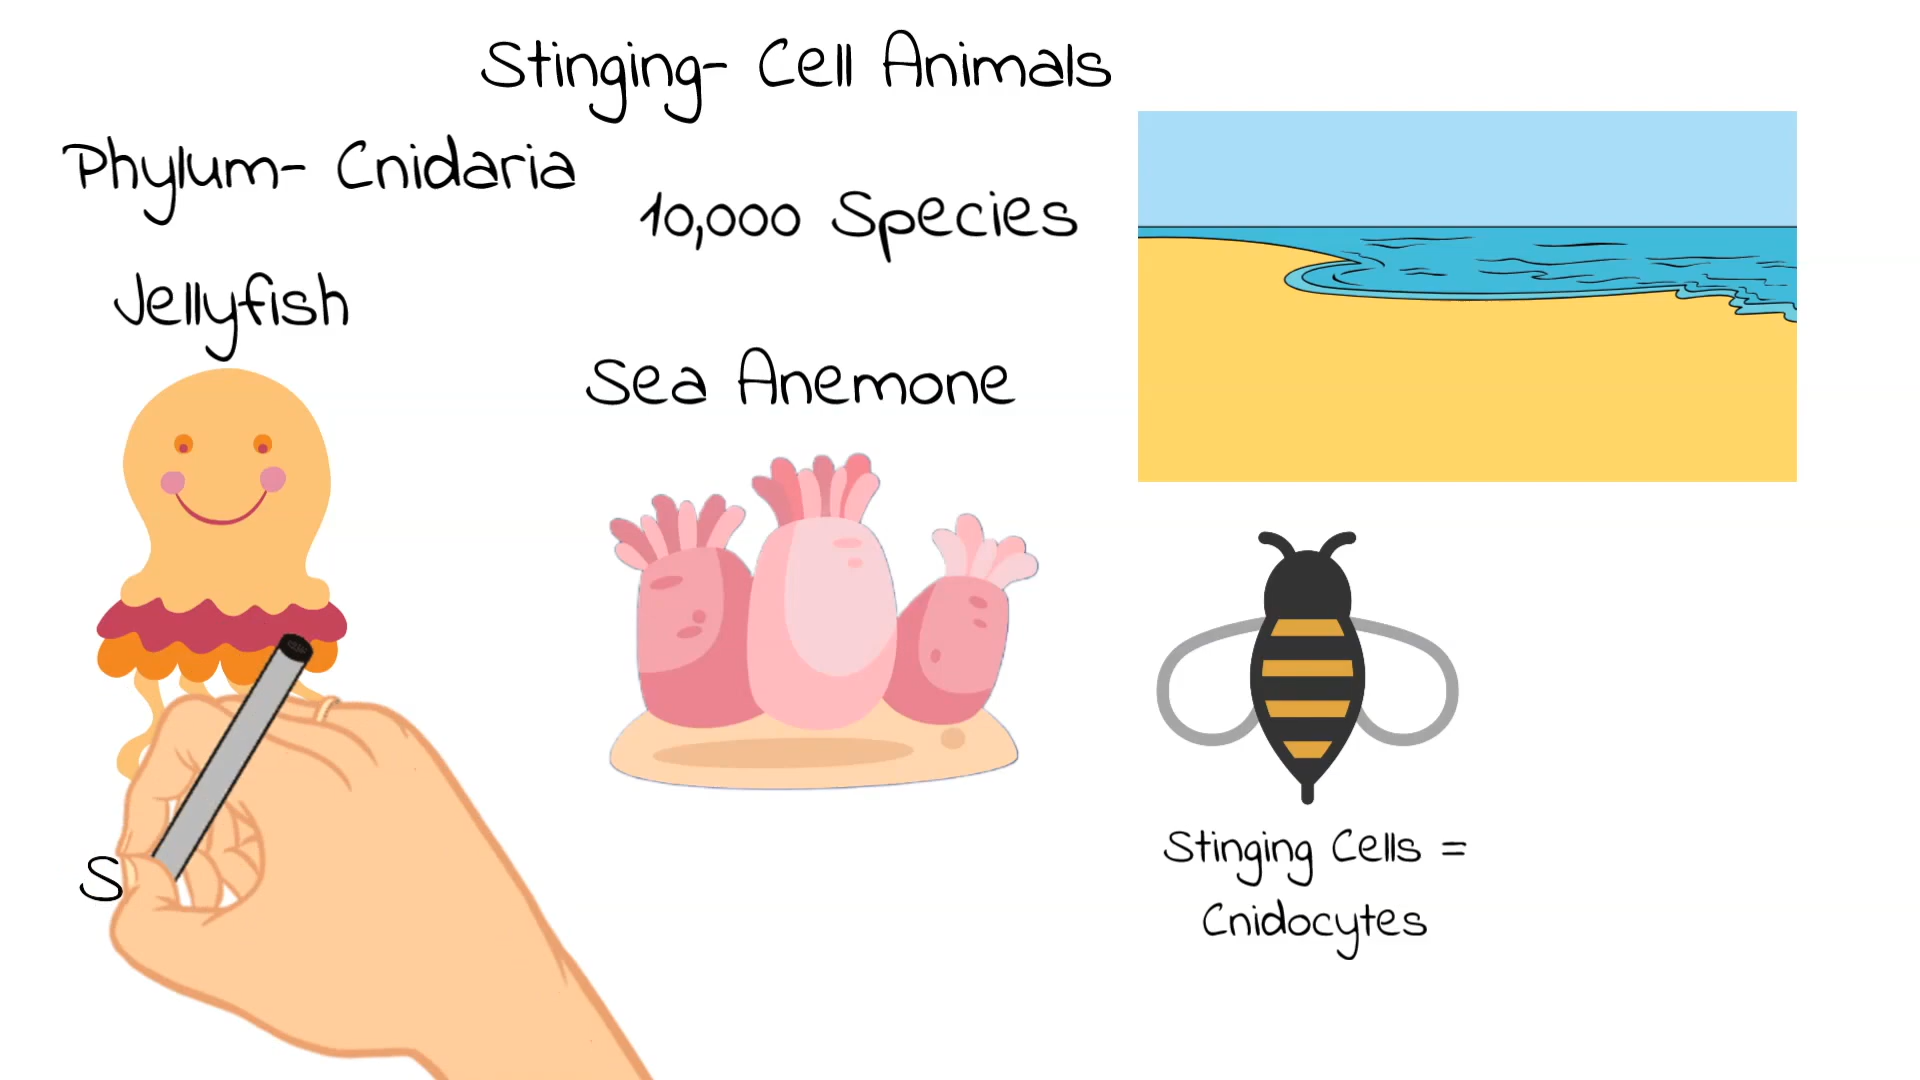 Stinging- Cell Animals
Phylum- Cnidaria
10,000 Species
Jellyfish
Sea Anemone
Stinging Cells =
Cnidocytes
S